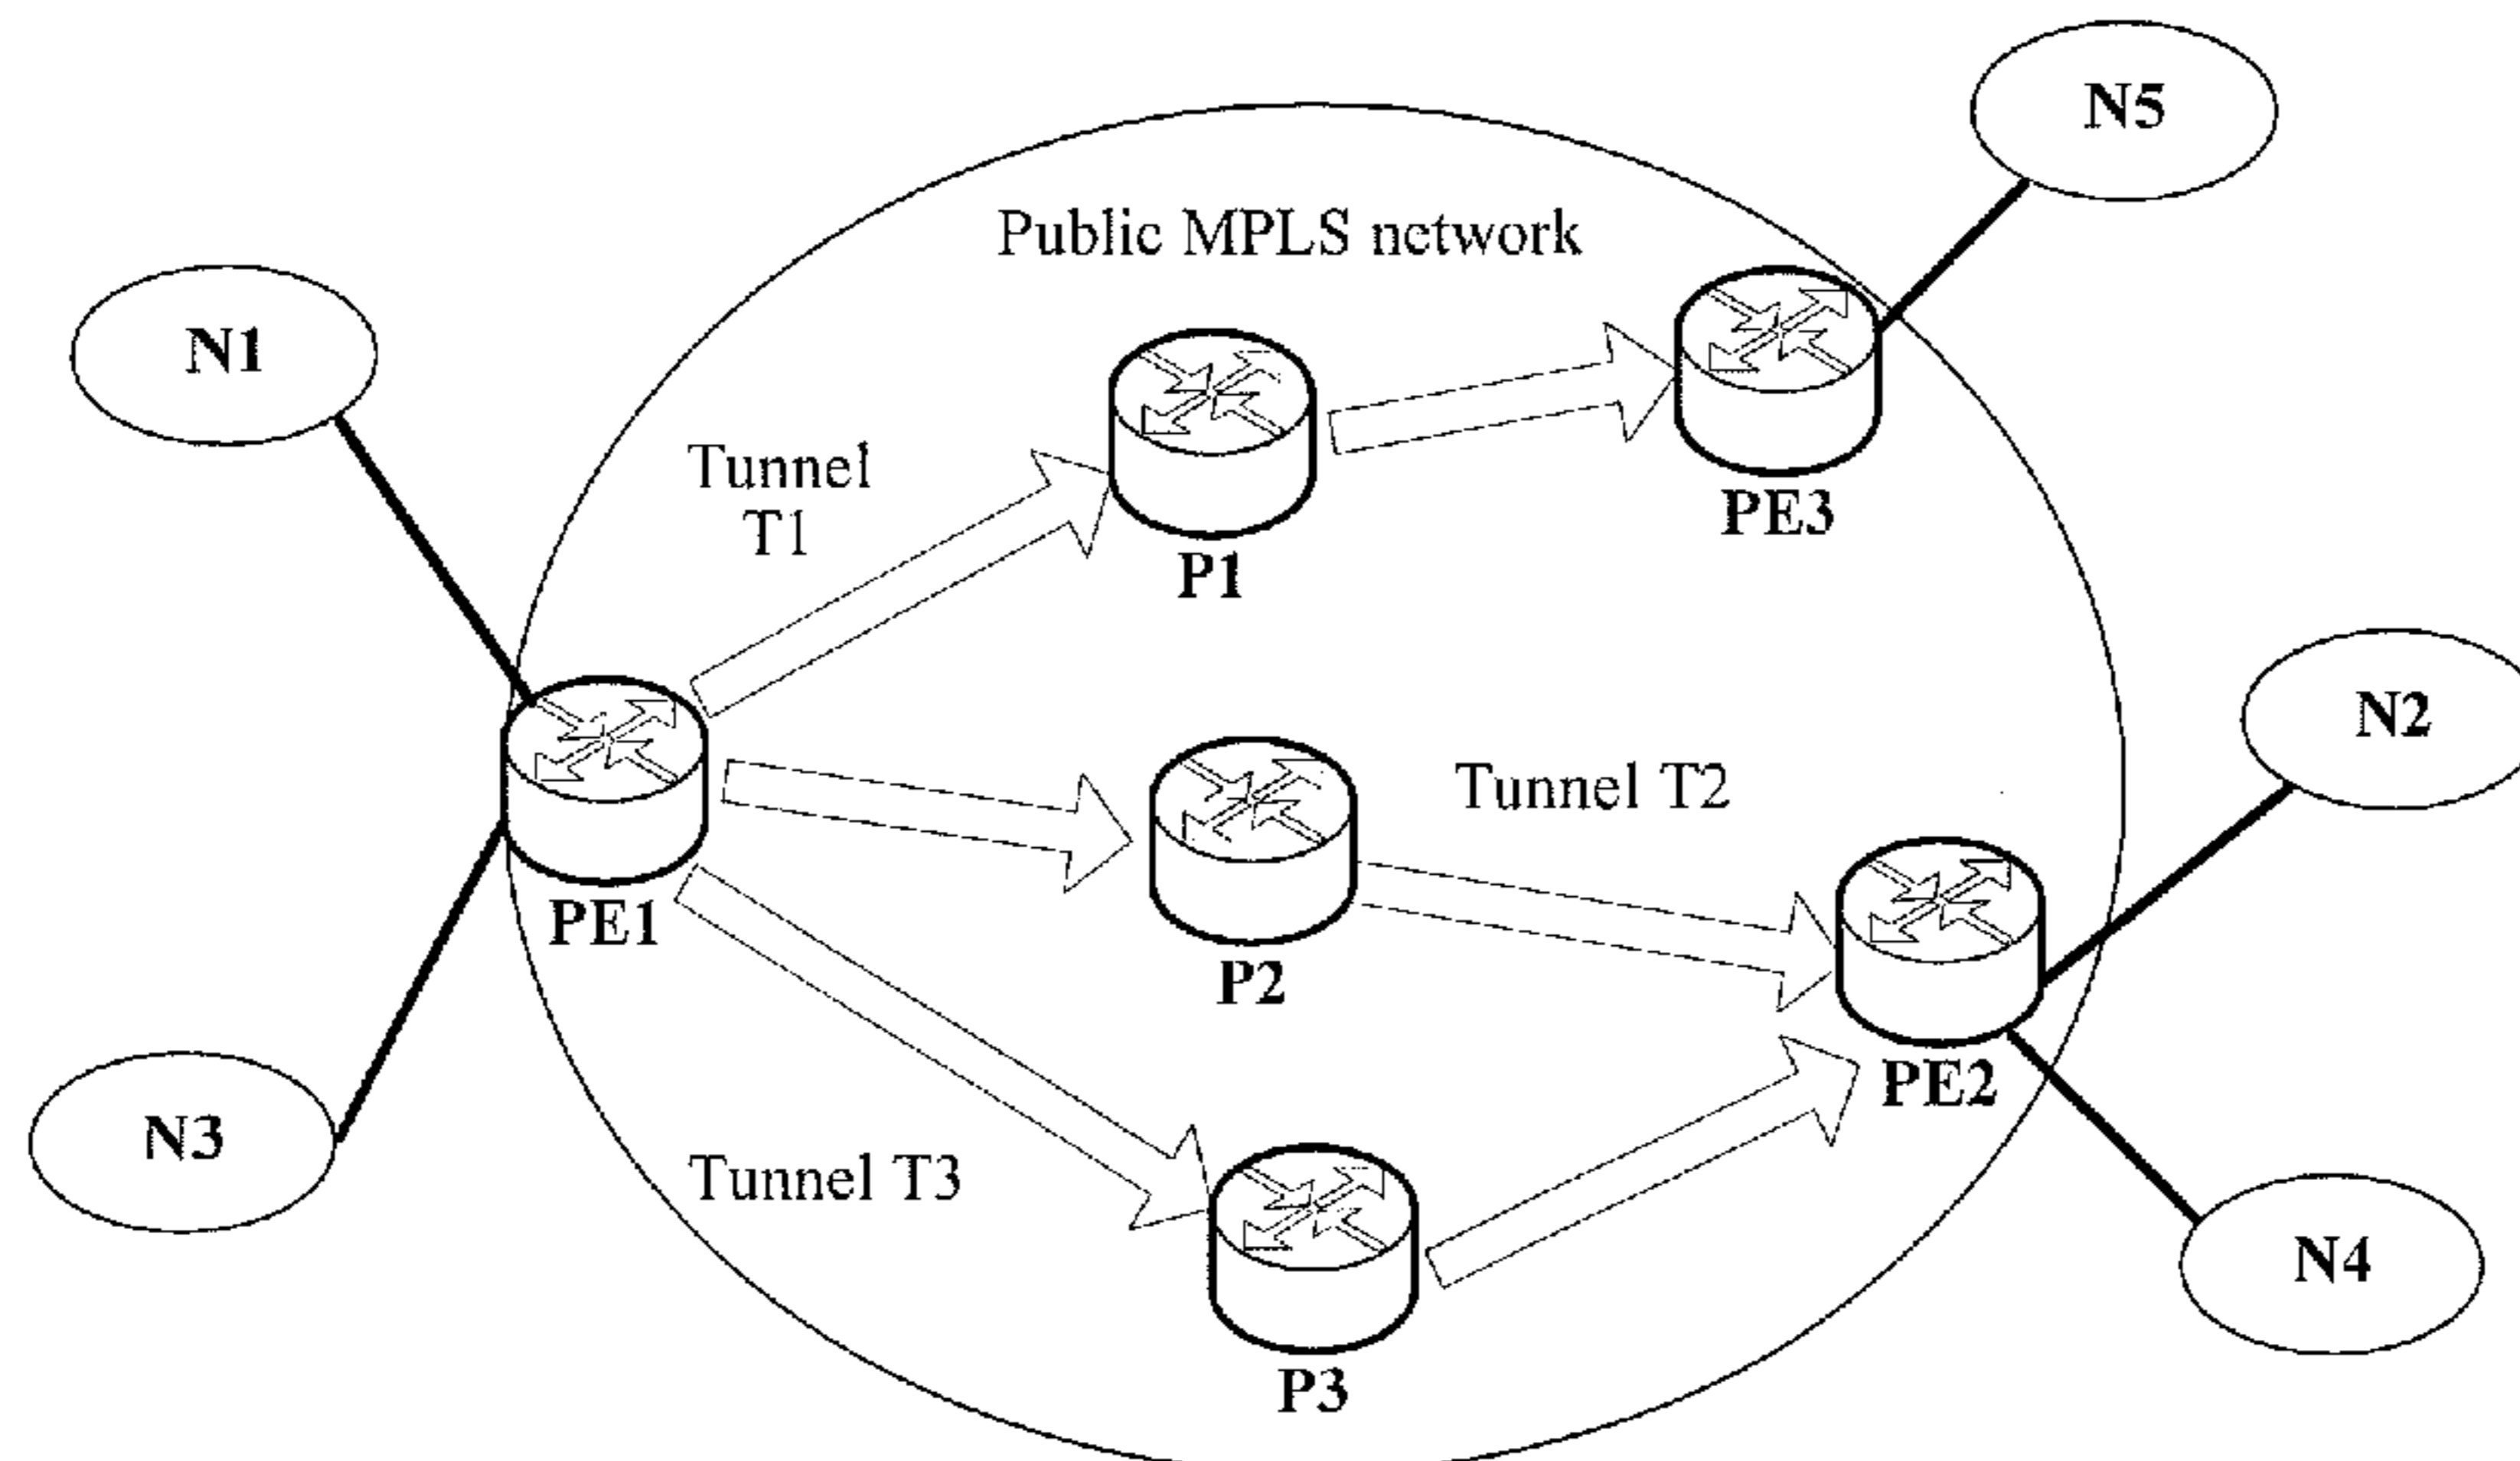 N5
Public MPLS network
N1
Tunnel
T1
PE3
P1
N2
Tunnel T2
PE1
P2
PE2
N3
Tunnel T3
N4
P3